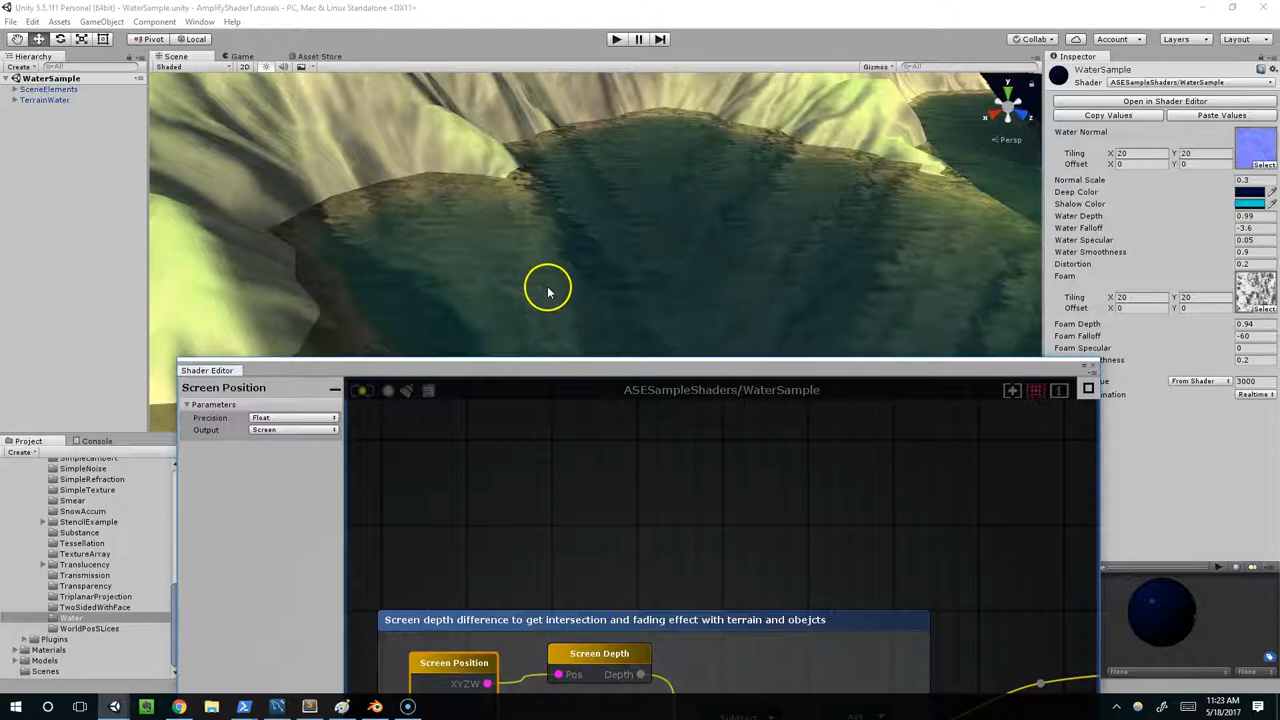 Unity 5.5.1f1 Personal (64bit) - WaterSample.unity - AmplifyShaderTutorials - PC, Mac & Linux Standalone <DX11>
File Edit Assets GameObject Component Window Help
Pivot Local Collab Account Layers Layout
Hierarchy Scene Game Asset Store Inspector
Create All Shaded 2D Gizmos All
WaterSample
SceneElements
TerrainWater
y
x
z
Persp
WaterSample
Shader ASESampleShaders/WaterSample
Open in Shader Editor
Copy Values Paste Values
Water Normal
Tiling X 20 Y 20
Offset X 0 Y 0
Select
Normal Scale 0.3
Deep Color
Shalow Color
Water Depth 0.99
Water Falloff -3.6
Water Specular 0.05
Water Smoothness 0.9
Distortion 0.2
Foam
Tiling X 20 Y 20
Offset X 0 Y 0
Select
Foam Depth 0.94
Foam Falloff -60
Foam Specular 0
0.2
From Shader 3000
Realtime
None None
Project Console
Create
SimpleLambert
SimpleNoise
SimpleRefraction
SimpleTexture
Smear
SnowAccum
StencilExample
Substance
Tessellation
TextureArray
Translucency
Transmission
Transparency
TriplanarProjection
TwoSidedWithFace
Water
WorldPosSLices
Plugins
Materials
Models
Scenes
Shader Editor
Screen Position
Parameters
Precision Float
Output Screen
ASESampleShaders/WaterSample
Screen depth difference to get intersection and fading effect with terrain and obejcts
Screen Position
XYZW
Screen Depth
Pos Depth
Subtract
11:23 AM
5/18/2017